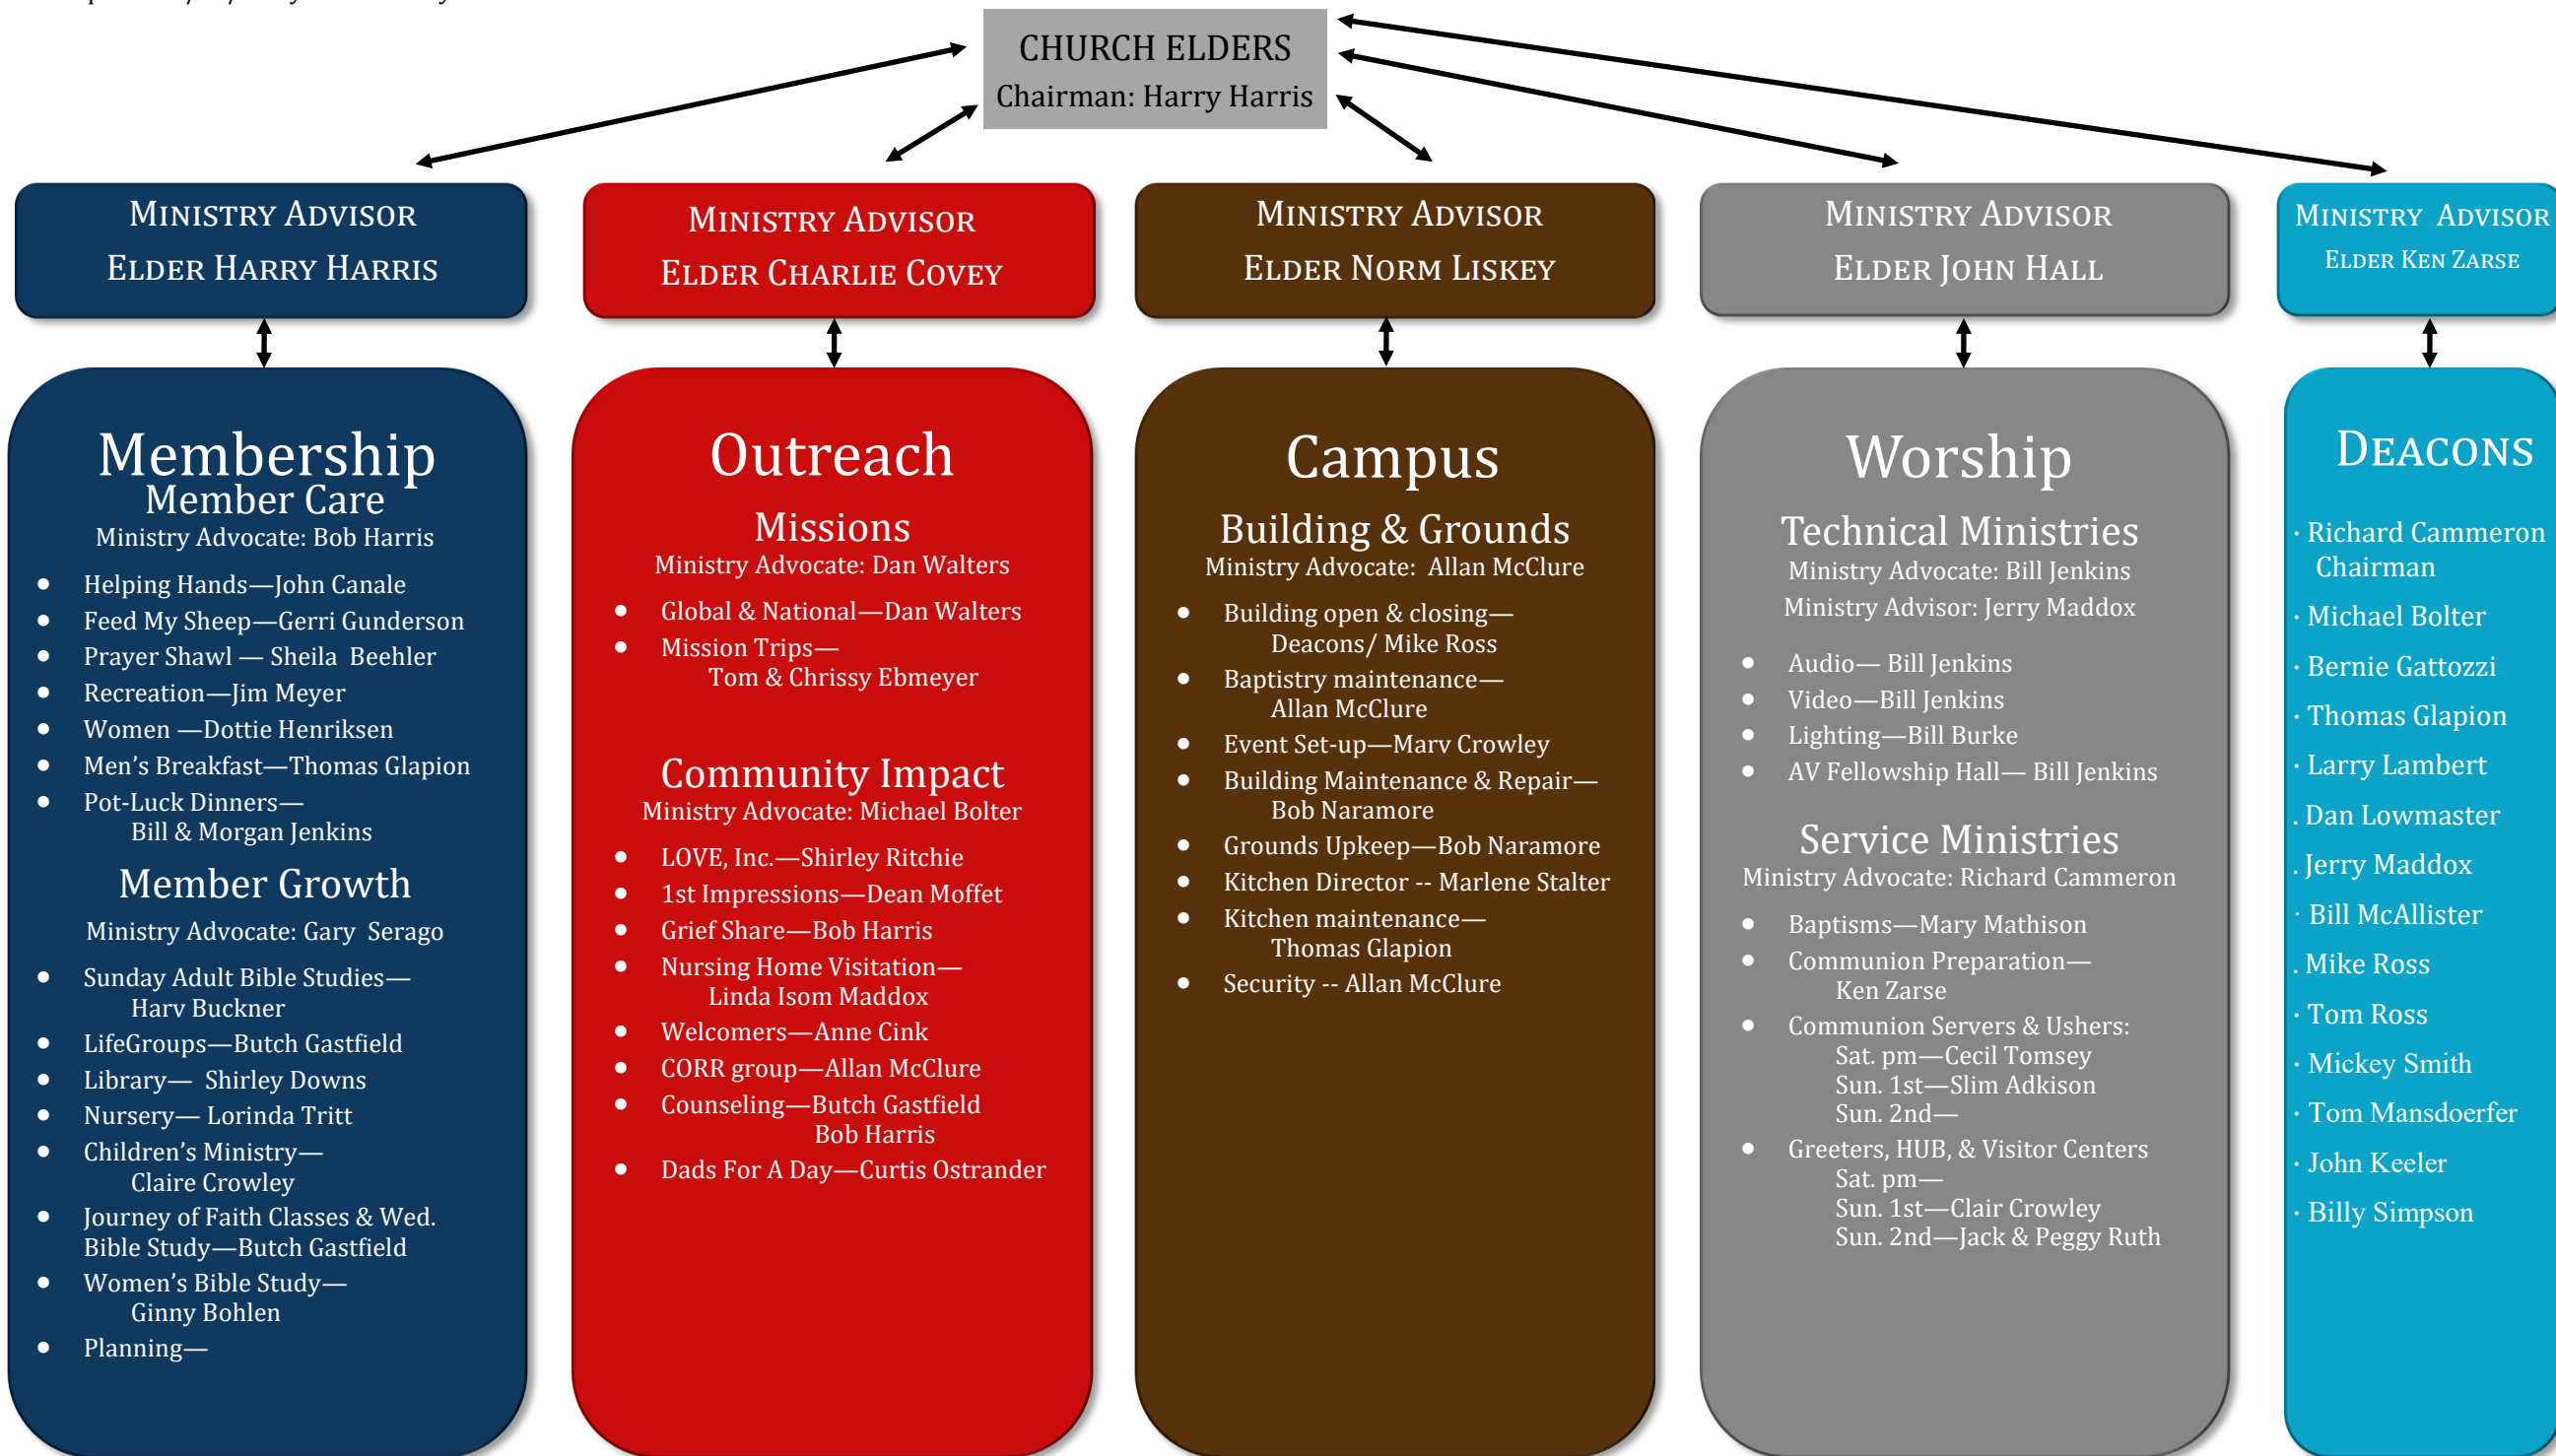 CHURCH ELDERS
Chairman: Harry Harris
MINISTRY ADVISOR
ELDER HARRY HARRIS
MINISTRY ADVISOR
ELDER CHARLIE COVEY
MINISTRY ADVISOR
ELDER NORM LISKEY
MINISTRY ADVISOR
ELDER JOHN HALL
MINISTRY ADVISOR
ELDER KEN ZARSE
Membership
Member Care
Ministry Advocate: Bob Harris
• Helping Hands—John Canale
• Feed My Sheep—Gerri Gunderson
• Prayer Shawl — Sheila Beehler
• Recreation—Jim Meyer
• Women —Dottie Henriksen
• Men’s Breakfast—Thomas Glapion
• Pot-Luck Dinners—
Bill & Morgan Jenkins
Member Growth
Ministry Advocate: Gary Serago
• Sunday Adult Bible Studies—
Harv Buckner
• LifeGroups—Butch Gastfield
• Library— Shirley Downs
• Nursery— Lorinda Tritt
• Children’s Ministry—
Claire Crowley
• Journey of Faith Classes & Wed.
Bible Study—Butch Gastfield
• Women’s Bible Study—
Ginny Bohlen
• Planning—
Outreach
Missions
Ministry Advocate: Dan Walters
• Global & National—Dan Walters
• Mission Trips—
Tom & Chrissy Ebmeyer
Community Impact
Ministry Advocate: Michael Bolter
• LOVE, Inc.—Shirley Ritchie
• 1st Impressions—Dean Moffet
• Grief Share—Bob Harris
• Nursing Home Visitation—
Linda Isom Maddox
• Welcomers—Anne Cink
• CORR group—Allan McClure
• Counseling—Butch Gastfield
Bob Harris
• Dads For A Day—Curtis Ostrander
Campus
Building & Grounds
Ministry Advocate: Allan McClure
• Building open & closing—
Deacons/ Mike Ross
• Baptistry maintenance—
Allan McClure
• Event Set-up—Marv Crowley
• Building Maintenance & Repair—
Bob Naramore
• Grounds Upkeep—Bob Naramore
• Kitchen Director -- Marlene Stalter
• Kitchen maintenance—
Thomas Glapion
• Security -- Allan McClure
Worship
Technical Ministries
Ministry Advocate: Bill Jenkins
Ministry Advisor: Jerry Maddox
• Audio— Bill Jenkins
• Video—Bill Jenkins
• Lighting—Bill Burke
• AV Fellowship Hall— Bill Jenkins
Service Ministries
Ministry Advocate: Richard Cammeron
• Baptisms—Mary Mathison
• Communion Preparation—
Ken Zarse
• Communion Servers & Ushers:
Sat. pm—Cecil Tomsey
Sun. 1st—Slim Adkison
Sun. 2nd—
• Greeters, HUB, & Visitor Centers
Sat. pm—
Sun. 1st—Clair Crowley
Sun. 2nd—Jack & Peggy Ruth
DEACONS
· Richard Cammeron
Chairman
· Michael Bolter
· Bernie Gattozzi
· Thomas Glapion
· Larry Lambert
. Dan Lowmaster
. Jerry Maddox
· Bill McAllister
. Mike Ross
· Tom Ross
· Mickey Smith
· Tom Mansdoerfer
· John Keeler
· Billy Simpson